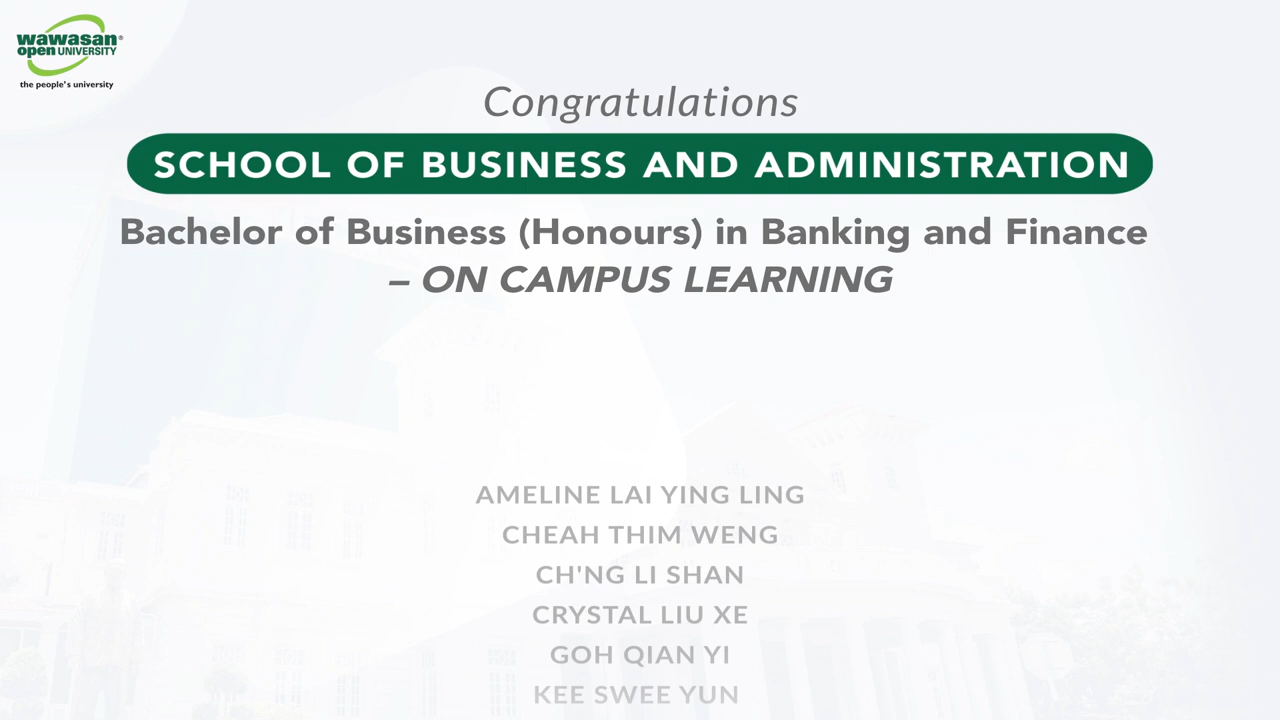 wawasan®
open UNIVERSITY
the people's university
Congratulations
SCHOOL OF BUSINESS AND ADMINISTRATION
Bachelor of Business (Honours) in Banking and Finance
– ON CAMPUS LEARNING
AMELINE LAI YING LING
CHEAH THIM WENG
CH'NG LI SHAN
CRYSTAL LIU XE
GOH QIAN YI
KEE SWEE YUN